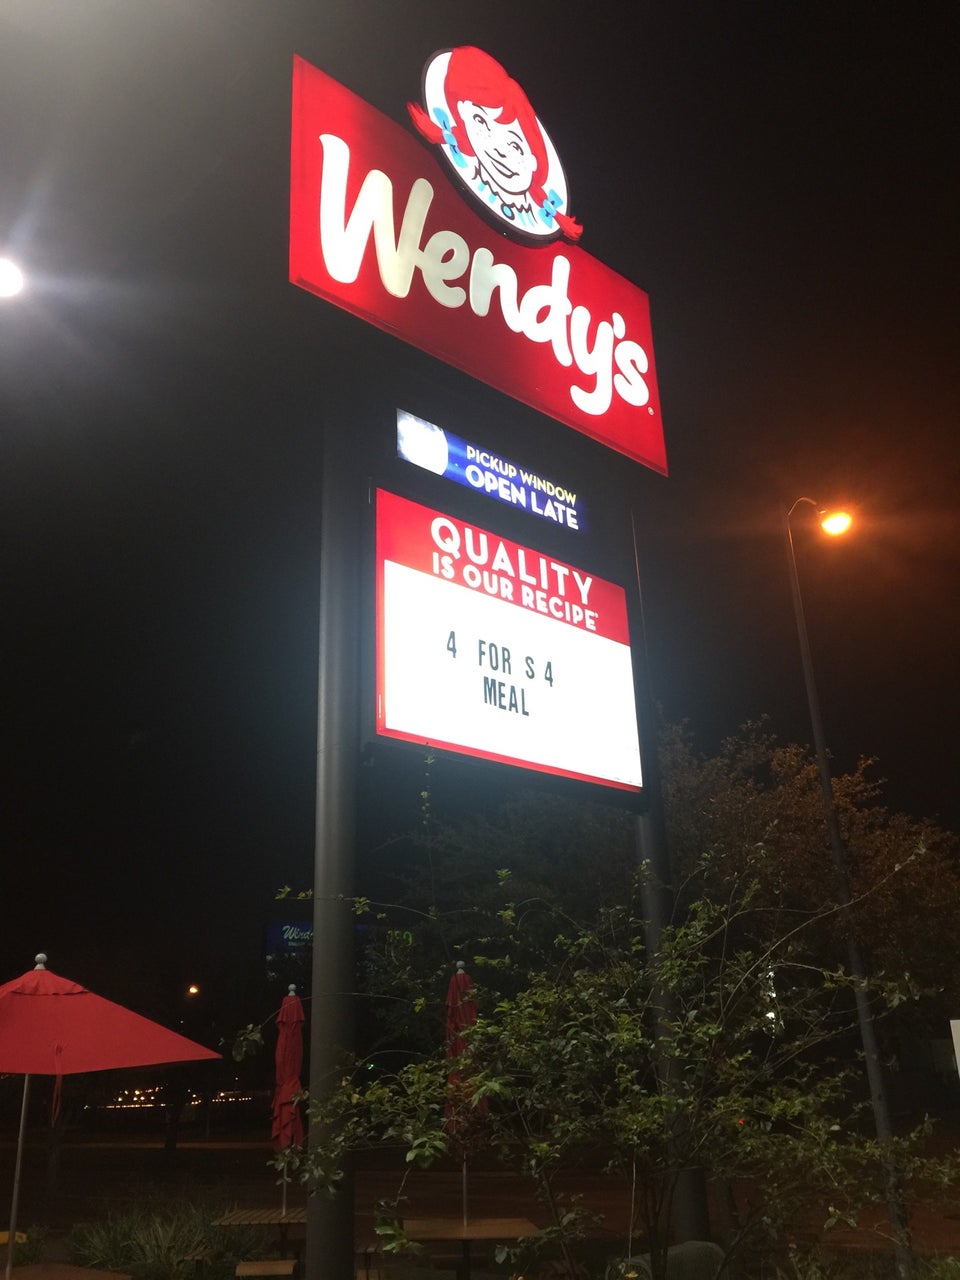 Wendy's
PICKUP WINDOW
OPEN LATE
QUALITY
IS OUR RECIPE
4 FOR S 4
MEAL